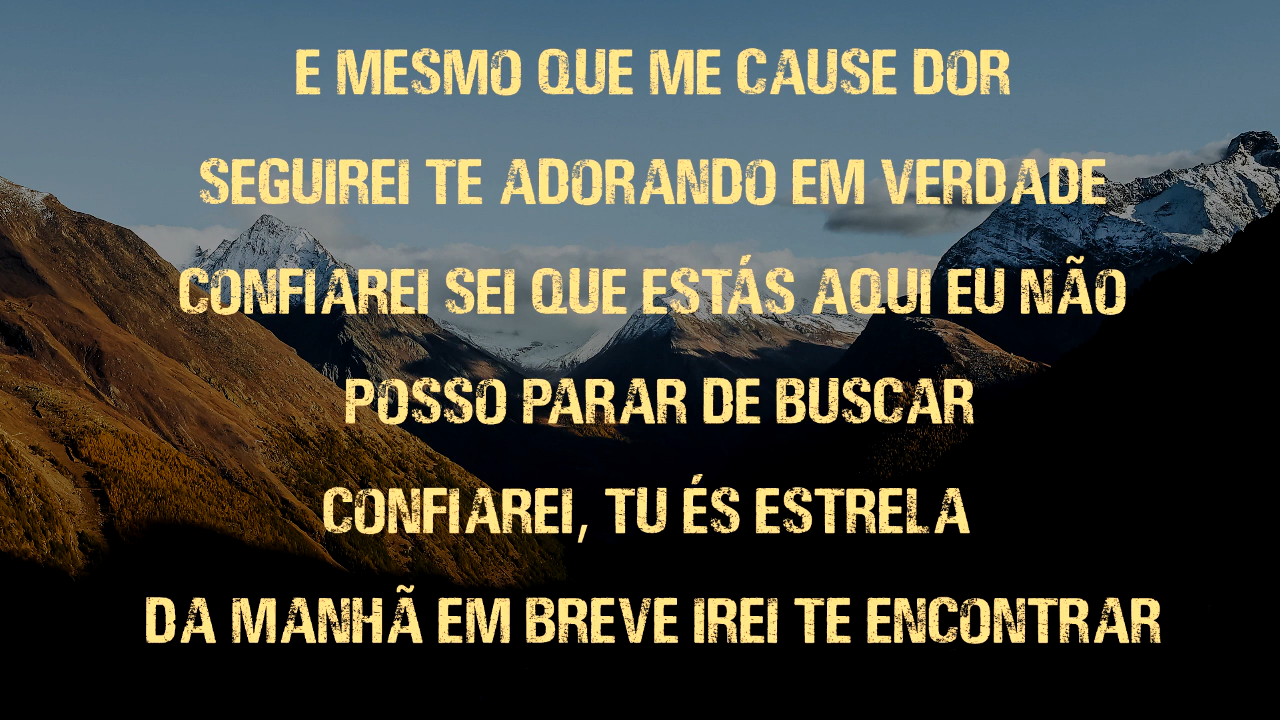 E MESMO QUE ME CAUSE DOR
SEGUIREI TE ADORANDO EM VERDADE
CONFIAREI SEI QUE ESTÁS AQUI EU NÃO
POSSO PARAR DE BUSCAR
CONFIAREI, TU ÉS ESTRELA
DA MANHÃ EM BREVE IREI TE ENCONTRAR